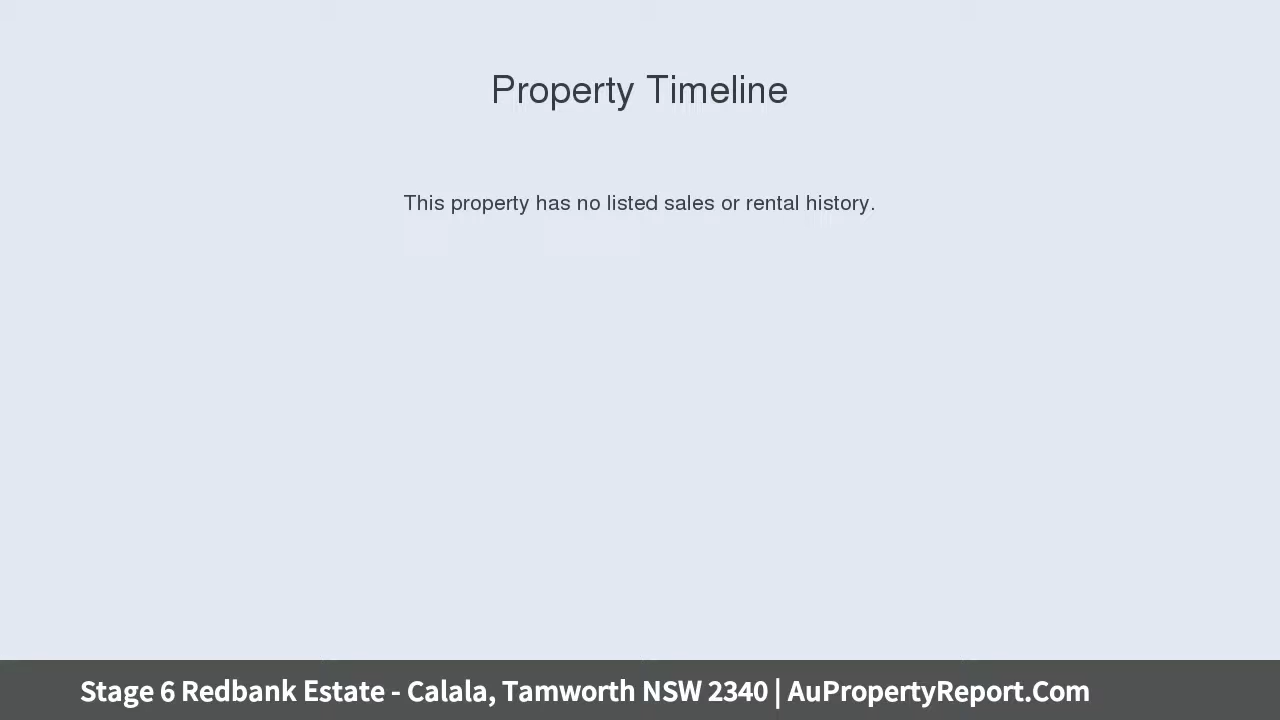 Property Timeline
This property has no listed sales or rental history.
Stage 6 Redbank Estate - Calala, Tamworth NSW 2340 | AuPropertyReport.Com